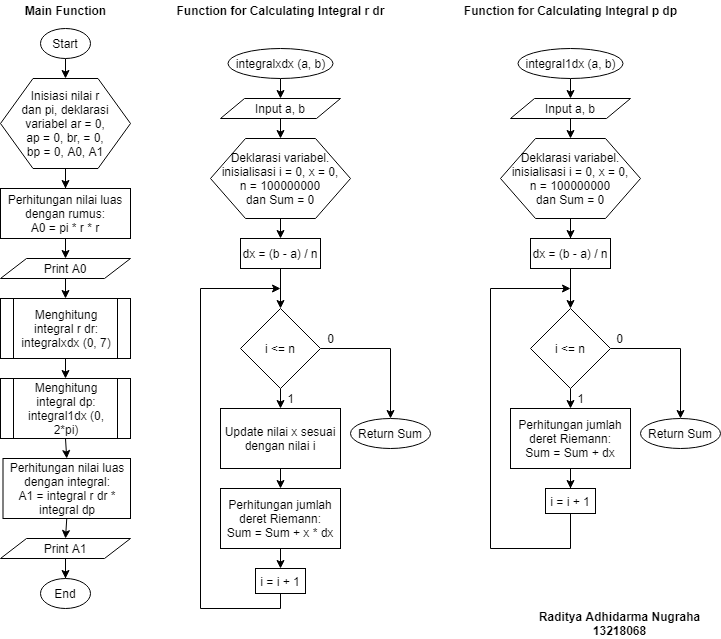 Main Function
Start
Inisiasi nilai r
dan pi, deklarasi
variabel ar = 0,
ap = 0, br, = 0,
bp = 0, A0, A1
Perhitungan nilai luas
dengan rumus:
A0 = pi * r * r
Print A0
Menghitung
integral r dr:
integralxdx (0, 7)
Menghitung
integral dp:
integral1dx (0,
2*pi)
Perhitungan nilai luas
dengan integral:
A1 = integral r dr *
integral dp
Print A1
End
Function for Calculating Integral r dr
integralxdx (a, b)
Input a, b
Deklarasi variabel.
inisialisasi i = 0, x = 0,
n = 100000000
dan Sum = 0
dx = (b - a) / n
i <= n
0
1
Return Sum
Update nilai x sesuai
dengan nilai i
Perhitungan jumlah
deret Riemann:
Sum = Sum + x * dx
i = i + 1
Function for Calculating Integral p dp
integral1dx (a, b)
Input a, b
Deklarasi variabel.
inisialisasi i = 0, x = 0,
n = 100000000
dan Sum = 0
dx = (b - a) / n
i <= n
0
1
Return Sum
Perhitungan jumlah
deret Riemann:
Sum = Sum + dx
i = i + 1
Raditya Adhidarma Nugraha
13218068